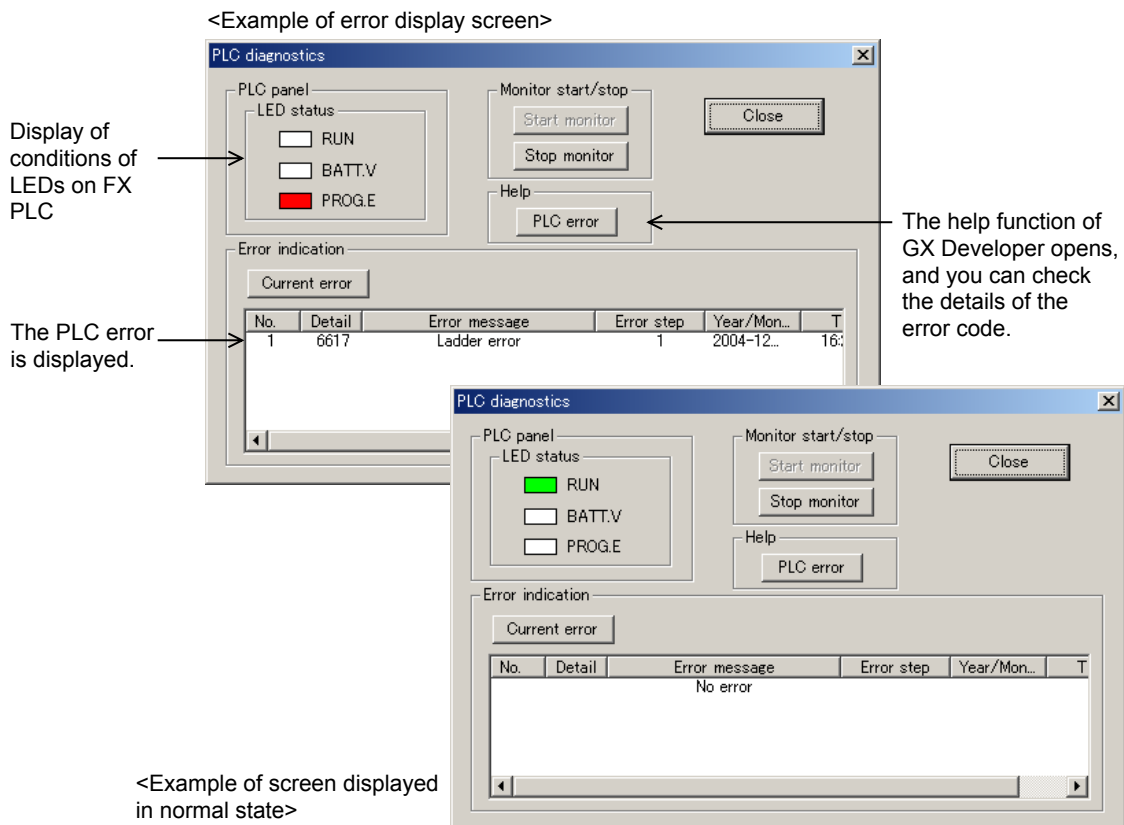 <Example of error display screen>
PLC diagnostics
PLC panel
LED status
RUN
BATT.V
PROG.E
Monitor start/stop
Start monitor
Stop monitor
Close
Help
PLC error
Display of
conditions of
LEDs on FX
PLC
The help function of
GX Developer opens,
and you can check
the details of the
error code.
Error indication
Current error
No. Detail Error message Error step Year/Mon... T
1 6617 Ladder error 1 2004-12... 16:
The PLC error
is displayed.
PLC diagnostics
PLC panel
LED status
RUN
BATT.V
PROG.E
Monitor start/stop
Start monitor
Stop monitor
Close
Help
PLC error
Error indication
Current error
No. Detail Error message Error step Year/Mon... T
No error
<Example of screen displayed
in normal state>